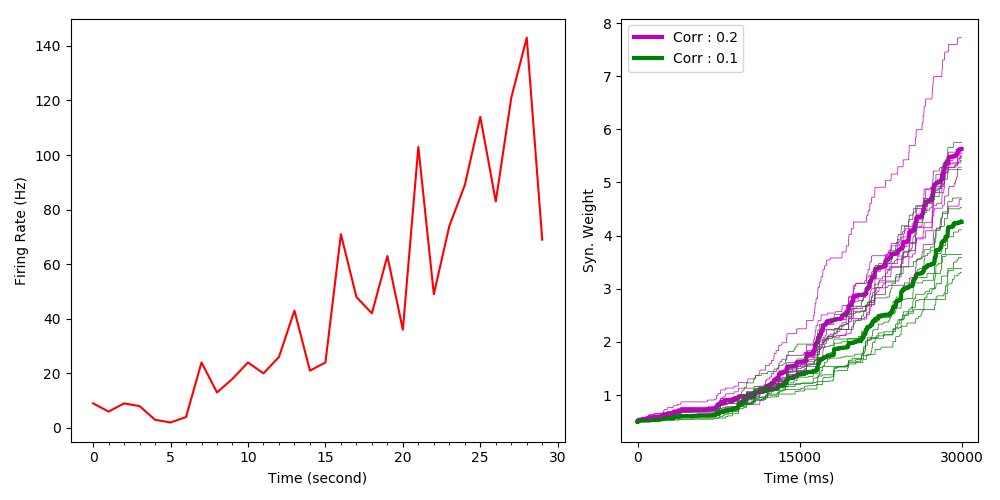 140
120
100
80
60
40
20
0
Firing Rate (Hz)
0 5 10 15 20 25 30
Time (second)
Corr : 0.2
Corr : 0.1
8
7
6
5
4
3
2
1
Syn. Weight
0 15000 30000
Time (ms)